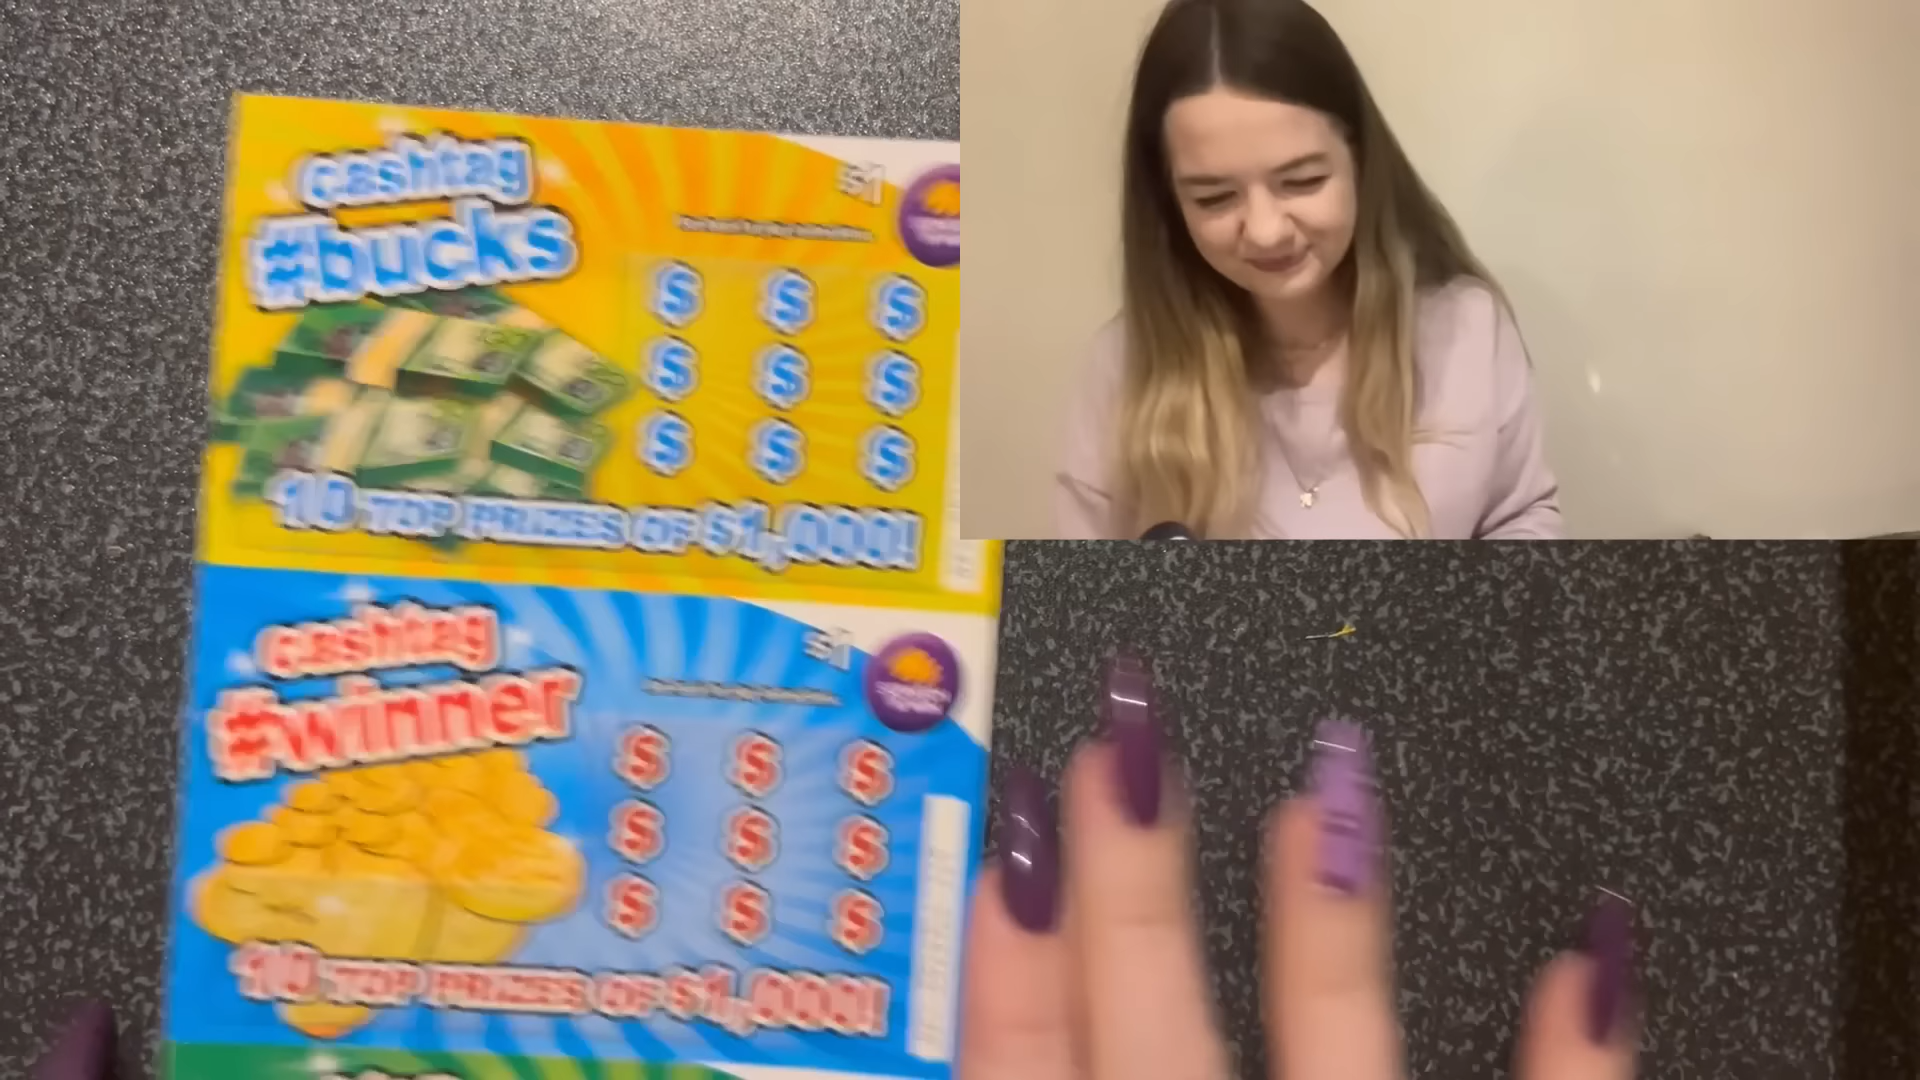 cashtag
#bucks
$1
$ $ $
$ $ $
$ $ $
10 TOP PRIZES OF $1,000!
cashtag
#winner
$1
$ $ $
$ $ $
$ $ $
10 TOP PRIZES OF $1,000!